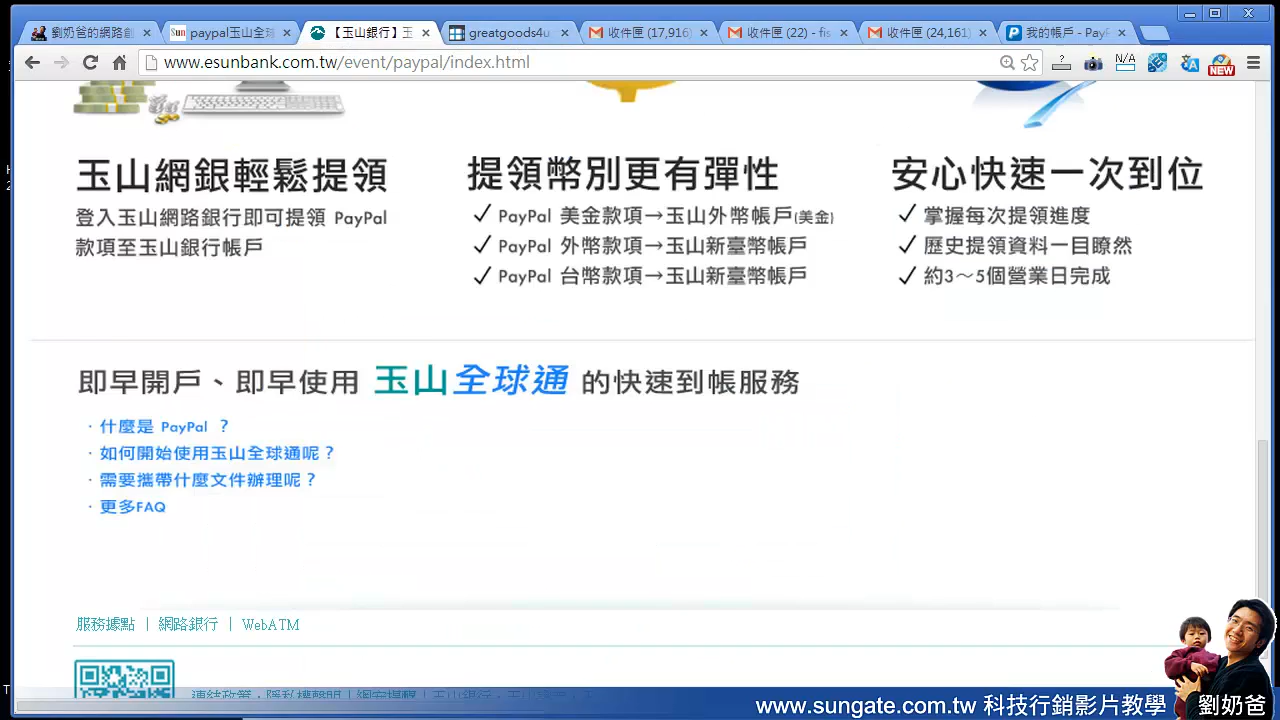 劉奶爸的網路創
paypal玉山全球
【玉山銀行】玉
greatgoods4u
收件匣 (17,916)
收件匣 (22) - fis
收件匣 (24,161)
我的帳戶 - PayP
www.esunbank.com.tw/event/paypal/index.html
?
N/A
NEW
玉山網銀輕鬆提領
登入玉山網路銀行即可提領 PayPal
款項至玉山銀行帳戶
提領幣別更有彈性
✓ PayPal 美金款項→玉山外幣帳戶(美金)
✓ PayPal 外幣款項→玉山新臺幣帳戶
✓ PayPal 台幣款項→玉山新臺幣帳戶
安心快速一次到位
✓ 掌握每次提領進度
✓ 歷史提領資料一目瞭然
✓ 約3～5個營業日完成
即早開戶、即早使用 玉山全球通 的快速到帳服務
· 什麼是 PayPal ？
· 如何開始使用玉山全球通呢？
· 需要攜帶什麼文件辦理呢？
· 更多FAQ
服務據點 | 網路銀行 | WebATM
www.sungate.com.tw 科技行銷影片教學 劉奶爸